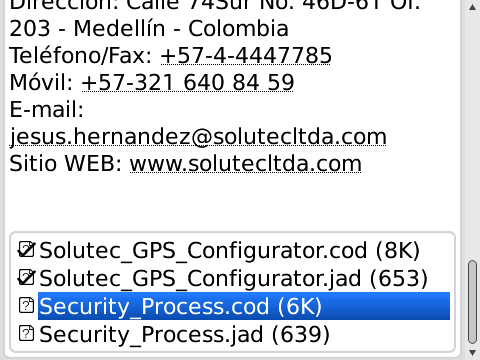 Dirección: Calle 74Sur No. 46D-61 Of.
203 - Medellín - Colombia
Teléfono/Fax: +57-4-4447785
Móvil: +57-321 640 84 59
E-mail:
jesus.hernandez@solutecltda.com
Sitio WEB: www.solutecltda.com
Solutec_GPS_Configurator.cod (8K)
Solutec_GPS_Configurator.jad (653)
Security_Process.cod (6K)
Security_Process.jad (639)